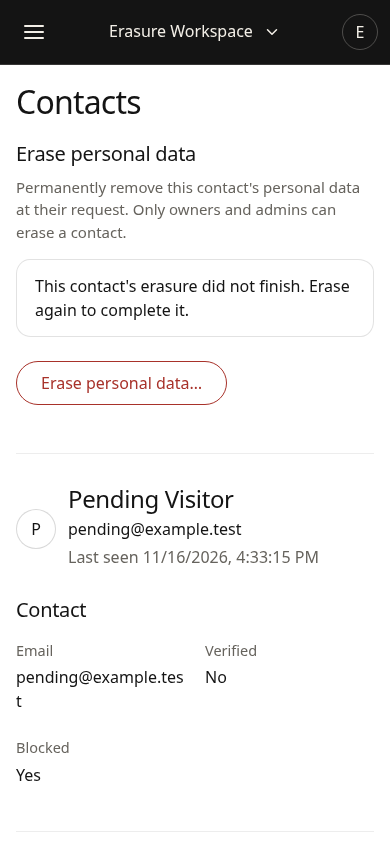 Erasure Workspace
E
Contacts
Erase personal data
Permanently remove this contact's personal data
at their request. Only owners and admins can
erase a contact.
This contact's erasure did not finish. Erase
again to complete it.
Erase personal data...
P
Pending Visitor
pending@example.test
Last seen 11/16/2026, 4:33:15 PM
Contact
Email
Verified
pending@example.tes
t
No
Blocked
Yes